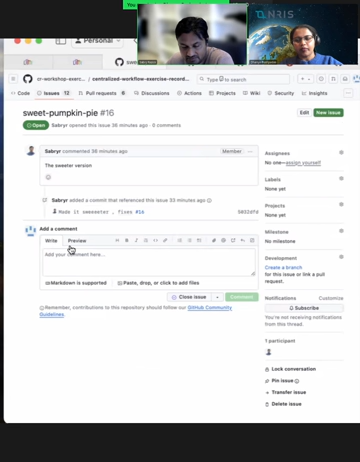 Personal
cr-workshop-exerc... / centralized-workflow-exercise-record...
Type / to search
Code
Issues 12
Pull requests
Discussions
Actions
Projects
Wiki
Security
Insights
sweet-pumpkin-pie #16
Edit
New issue
Open
Sabryr opened this issue 36 minutes ago · 0 comments
Sabryr commented 36 minutes ago
Member
The sweeter version
Sabryr added a commit that referenced this issue 33 minutes ago
#16
Add a comment
Write
Preview
Add your comment here...
Markdown is supported
Paste, drop, or click to add files
Close issue
Comment
Remember, contributions to this repository should follow our GitHub Community Guidelines.
Assignees
No one—assign yourself
Labels
None yet
Projects
None yet
Milestone
No milestone
Development
Create a branch
for this issue or link a pull request.
Notifications
Customize
Subscribe
You're not receiving notifications from this thread.
1 participant
Lock conversation
Pin issue
Transfer issue
Delete issue
NRIS